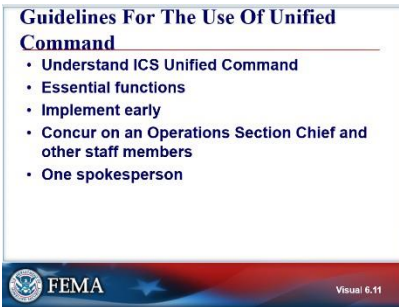 Guidelines For The Use Of Unified
Command
• Understand ICS Unified Command
• Essential functions
• Implement early
• Concur on an Operations Section Chief and
other staff members
• One spokesperson
FEMA
Visual 6.11